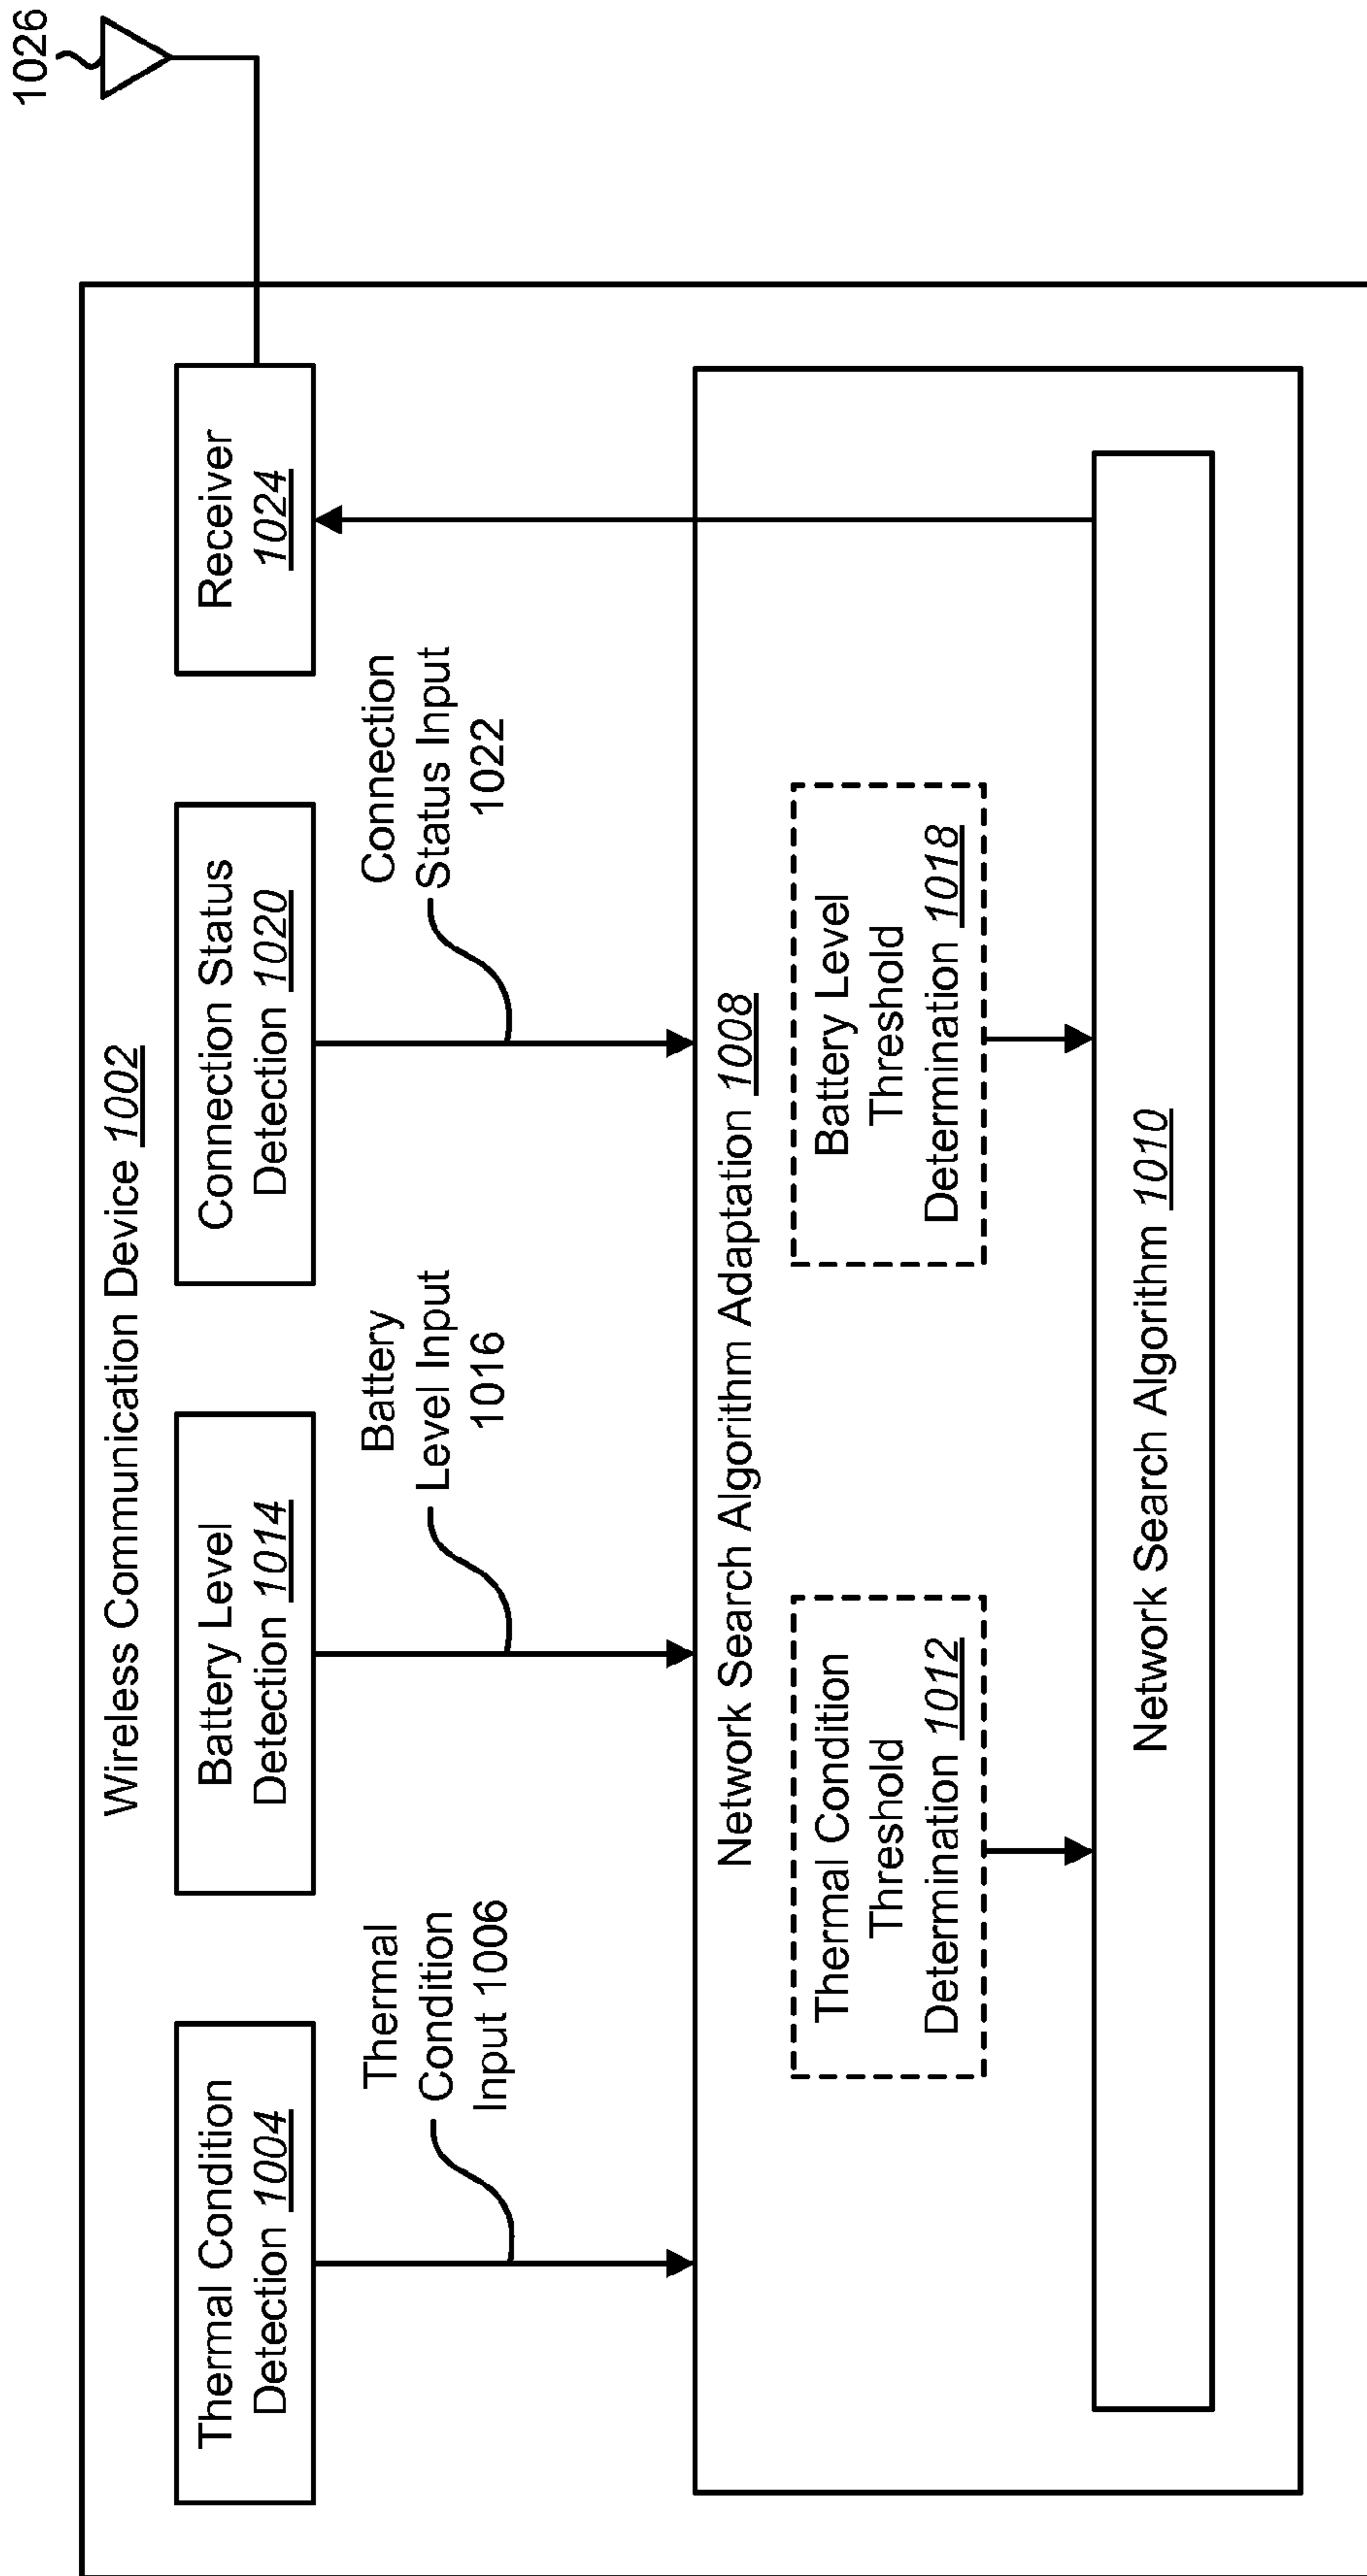 1026
Wireless Communication Device 1002
Thermal Condition
Detection 1004
Battery Level
Detection 1014
Connection Status
Detection 1020
Receiver
1024
Thermal
Condition
Input 1006
Battery
Level Input
1016
Connection
Status Input
1022
Network Search Algorithm Adaptation 1008
Thermal Condition
Threshold
Determination 1012
Battery Level
Threshold
Determination 1018
Network Search Algorithm 1010